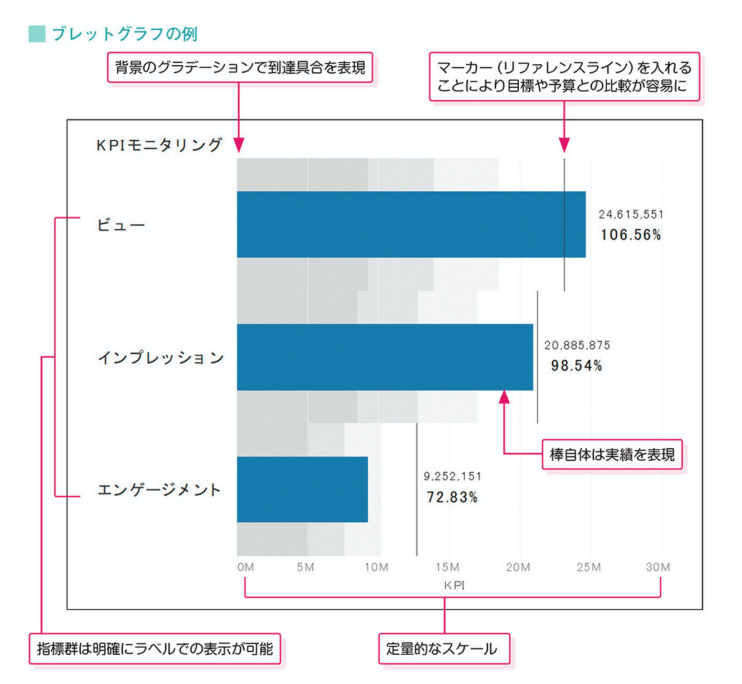 ブレットグラフの例
背景のグラデーションで到達具合を表現
マーカー（リファレンスライン）を入れる
ことにより目標や予算との比較が容易に
KPIモニタリング
ビュー
24,615,551
106.56%
インプレッション
20,885,875
98.54%
棒自体は実績を表現
エンゲージメント
9,252,151
72.83%
0M 5M 10M 15M 20M 25M 30M
KPI
指標群は明確にラベルでの表示が可能
定量的なスケール